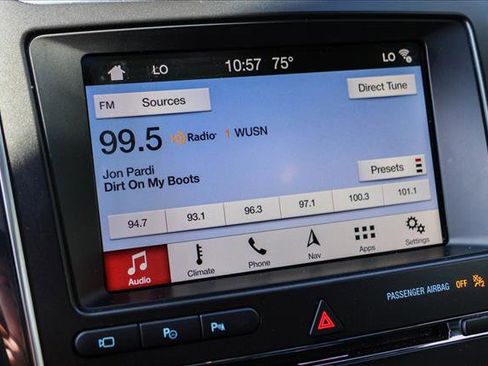 LO 10:57 75° LO
FM Sources Direct Tune
99.5 HD Radio 1 WUSN
Jon Pardi
Dirt On My Boots
Presets
94.7 93.1 96.3 97.1 100.3 101.1
Audio Climate Phone Nav Apps Settings
PASSENGER AIRBAG OFF
P P